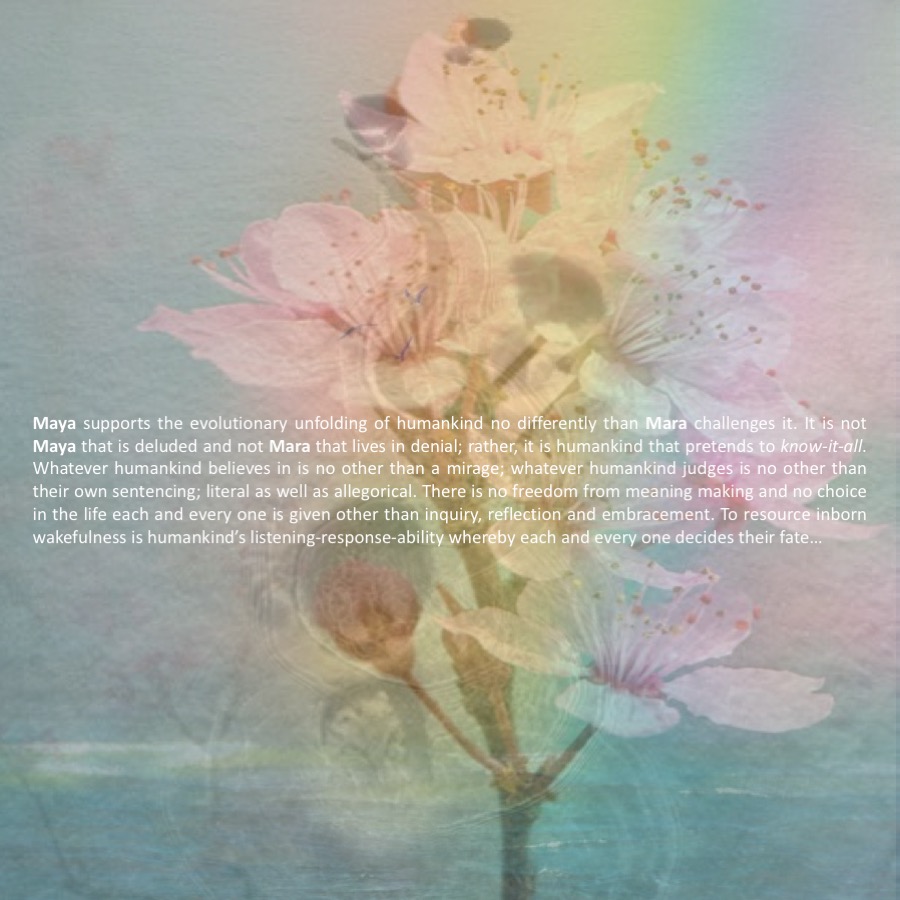 Maya supports the evolutionary unfolding of humankind no differently than Mara challenges it. It is not
Maya that is deluded and not Mara that lives in denial; rather, it is humankind that pretends to know-it-all.
Whatever humankind believes in is no other than a mirage; whatever humankind judges is no other than
their own sentencing; literal as well as allegorical. There is no freedom from meaning making and no choice
in the life each and every one is given other than inquiry, reflection and embracement. To resource inborn
wakefulness is humankind’s listening-response-ability whereby each and every one decides their fate...